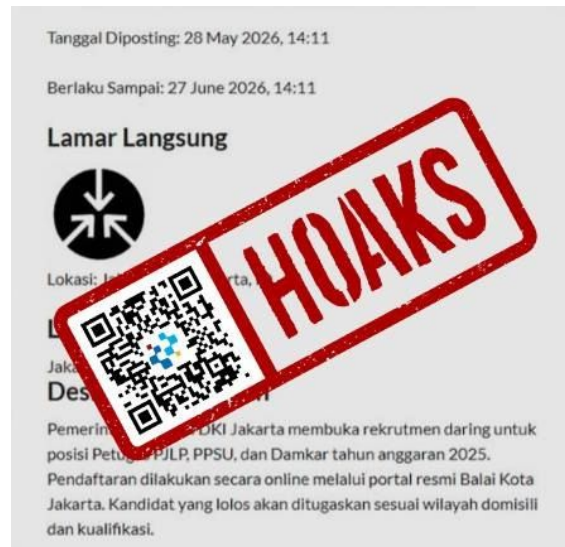 Tanggal Diposting: 28 May 2026, 14:11
Berlaku Sampai: 27 June 2026, 14:11
Lamar Langsung
HOAKS
Lokasi:
Jaka
Des
Pemerin DKI Jakarta membuka rekrutmen daring untuk
posisi Petug PJLP, PPSU, dan Damkar tahun anggaran 2025.
Pendaftaran dilakukan secara online melalui portal resmi Balai Kota
Jakarta. Kandidat yang lolos akan ditugaskan sesuai wilayah domisili
dan kualifikasi.